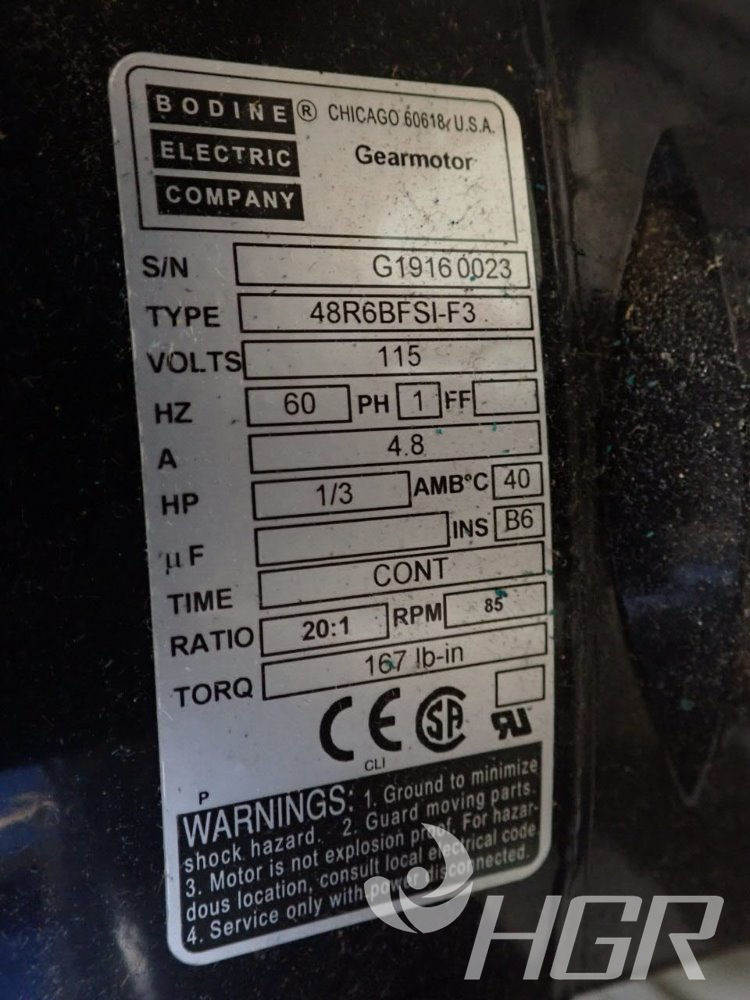 BODINE ® CHICAGO 60618, U.S.A.
ELECTRIC Gearmotor
COMPANY
S/N G19160023
TYPE 48R6BFSI-F3
VOLTS 115
HZ 60 PH 1 FF
A 4.8
HP 1/3 AMB°C 40
µF INS B6
TIME CONT
RATIO 20:1 RPM 85
TORQ 167 lb-in
CE SA RU
CLI
P
WARNINGS: 1. Ground to minimize
shock hazard. 2. Guard moving parts.
3. Motor is not explosion proof. For hazar-
dous location, consult local electrical code.
4. Service only with power disconnected.
HGR